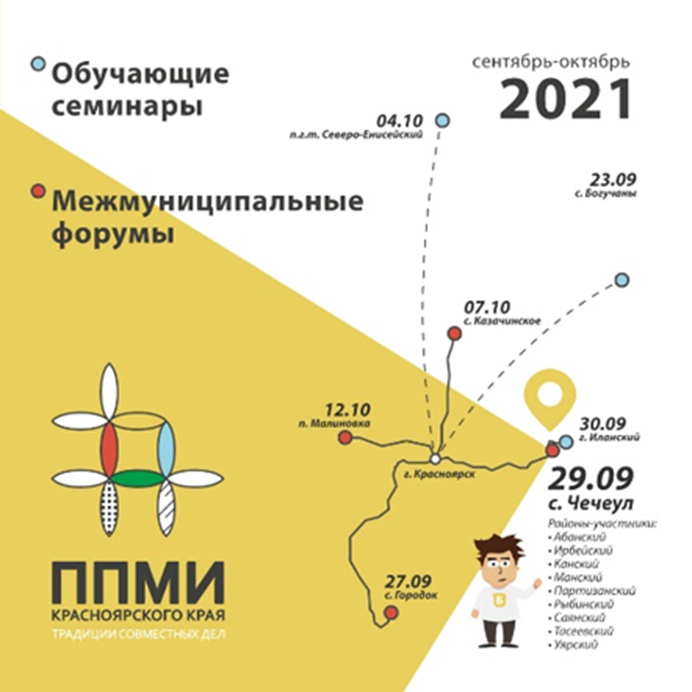 Обучающие
семинары
сентябрь-октябрь
2021
04.10
п.г.т. Северо-Енисейский
23.09
с. Богучаны
Межмуниципальные
форумы
07.10
с. Казачинское
12.10
п. Малиновка
30.09
г. Иланский
г. Красноярск
29.09
с. Чечеул
Районы-участники:
• Абанский
• Ирбейский
• Канский
• Манский
• Партизанский
• Рыбинский
• Саянский
• Тасеевский
• Уярский
27.09
с. Городок
Б
ППМИ
КРАСНОЯРСКОГО КРАЯ
ТРАДИЦИИ СОВМЕСТНЫХ ДЕЛ